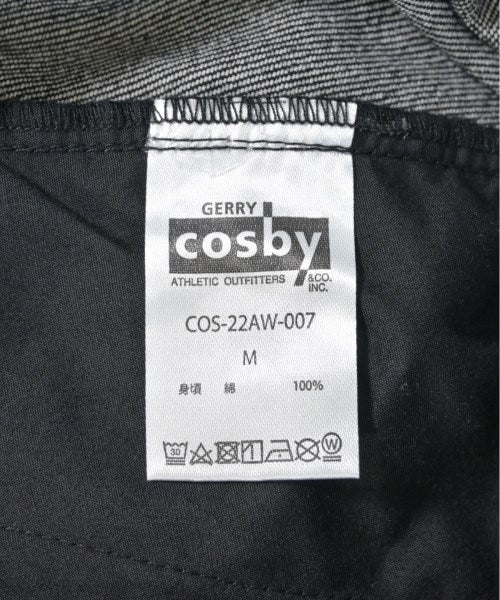 GERRY
cosby
ATHLETIC OUTFITTERS &CO. INC.
COS-22AW-007
M
身頃 綿 100%
30 W